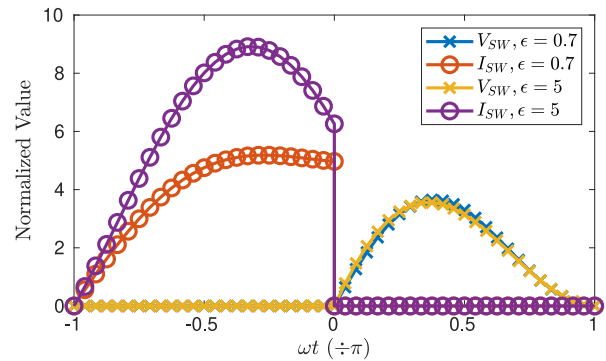 10
8
6
4
2
0
Normalized Value
-1
-0.5
0
0.5
1
ωt (÷π)
V_SW, ϵ = 0.7
I_SW, ϵ = 0.7
V_SW, ϵ = 5
I_SW, ϵ = 5